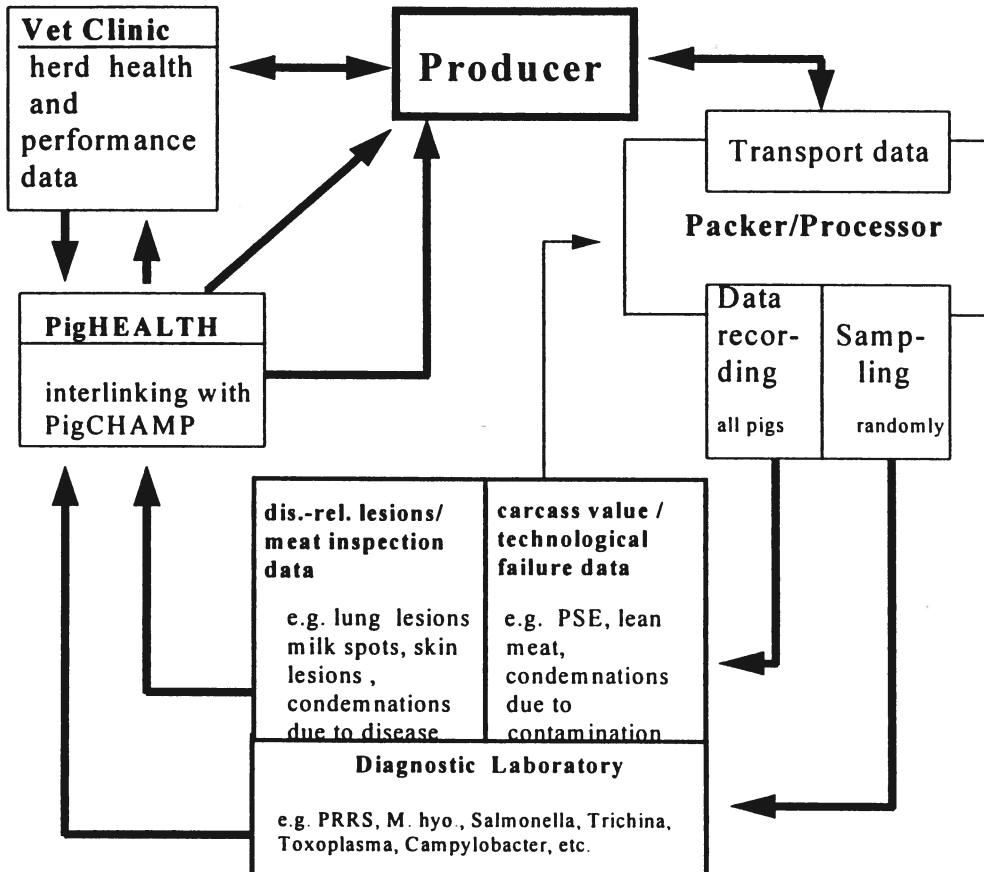 Vet Clinic
herd health
and
performance
data
Producer
Transport data
Packer/Processor
Data
recor-
ding
all pigs
Samp-
ling
randomly
PigHEALTH
interlinking with
PigCHAMP
dis.-rel. lesions/
meat inspection
data
e.g. lung lesions
milk spots, skin
lesions ,
condemnations
due to disease
carcass value /
technological
failure data
e.g. PSE, lean
meat,
condemnations
due to
contamination
Diagnostic Laboratory
e.g. PRRS, M. hyo., Salmonella, Trichina,
Toxoplasma, Campylobacter, etc.